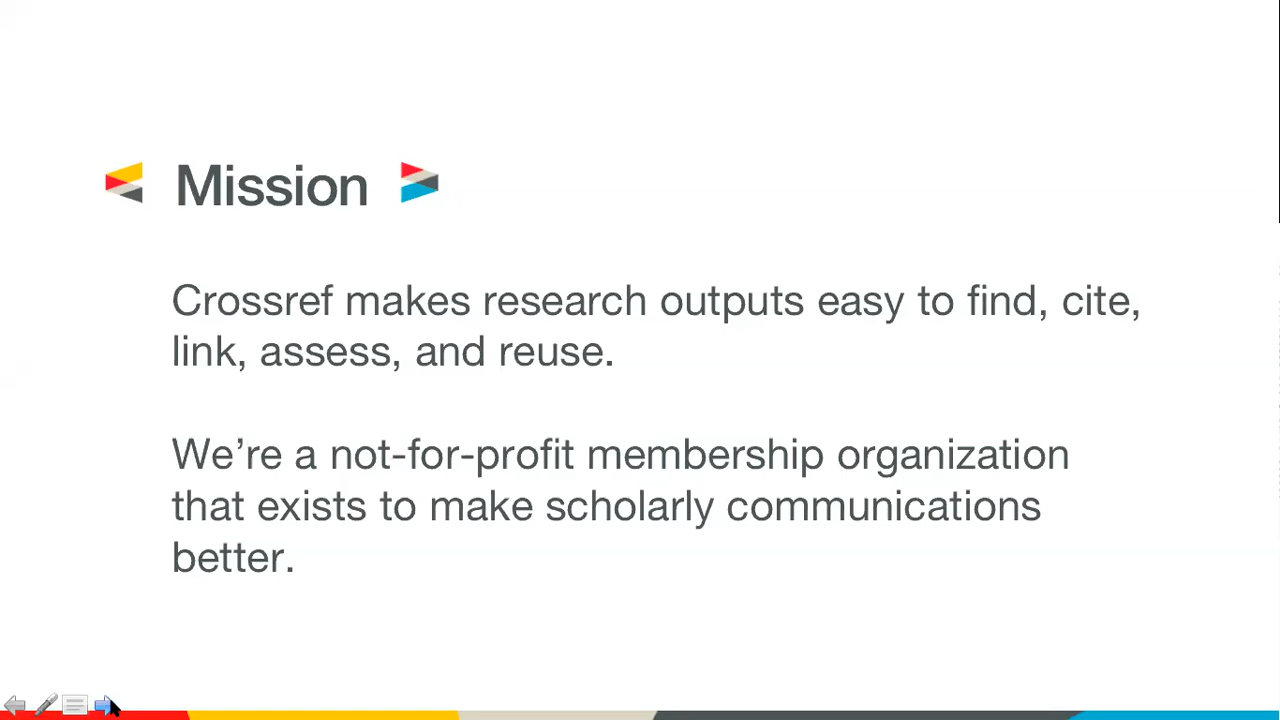 Mission
Crossref makes research outputs easy to find, cite,
link, assess, and reuse.
We’re a not-for-profit membership organization
that exists to make scholarly communications
better.